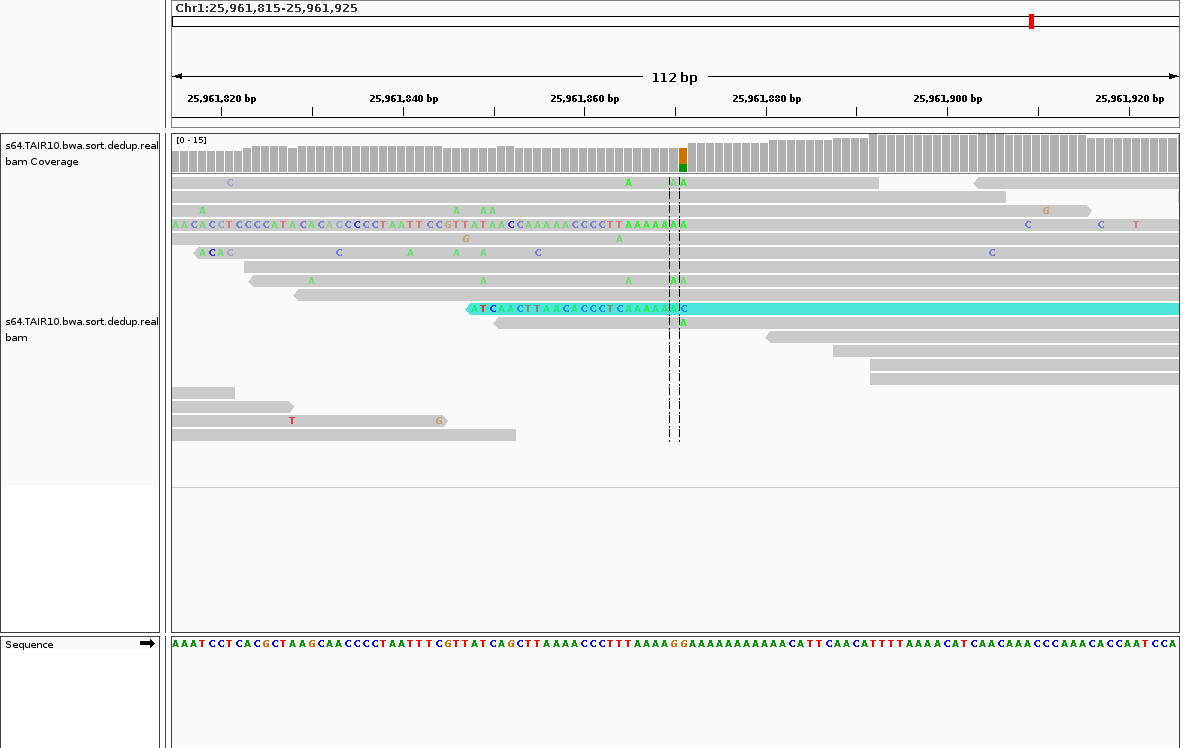 Chr1:25,961,815-25,961,925
112 bp
25,961,820 bp 25,961,840 bp 25,961,860 bp 25,961,880 bp 25,961,900 bp 25,961,920 bp
s64.TAIR10.bwa.sort.dedup.real
bam Coverage
[0 - 15]
C A A A
A A AA G
AACACCTCCCCATACACACCCCCTAATTCCGTTATAACCAAAAACCCCTTAAAAAAA C C T
G A
ACAC C A A A C C
A A A A A
ATCAACTTAACACCCTCAAAAAAC
A
s64.TAIR10.bwa.sort.dedup.real
bam
T G
Sequence
AAATCCTCACGCTAAGCAACCCCTAATTTCGTTATCAGCTTAAAACCCTTTAAAAGGAAAAAAAAAAACATTCAACATTTTAAAACATCAACAAACCCAAACACCAATCCA